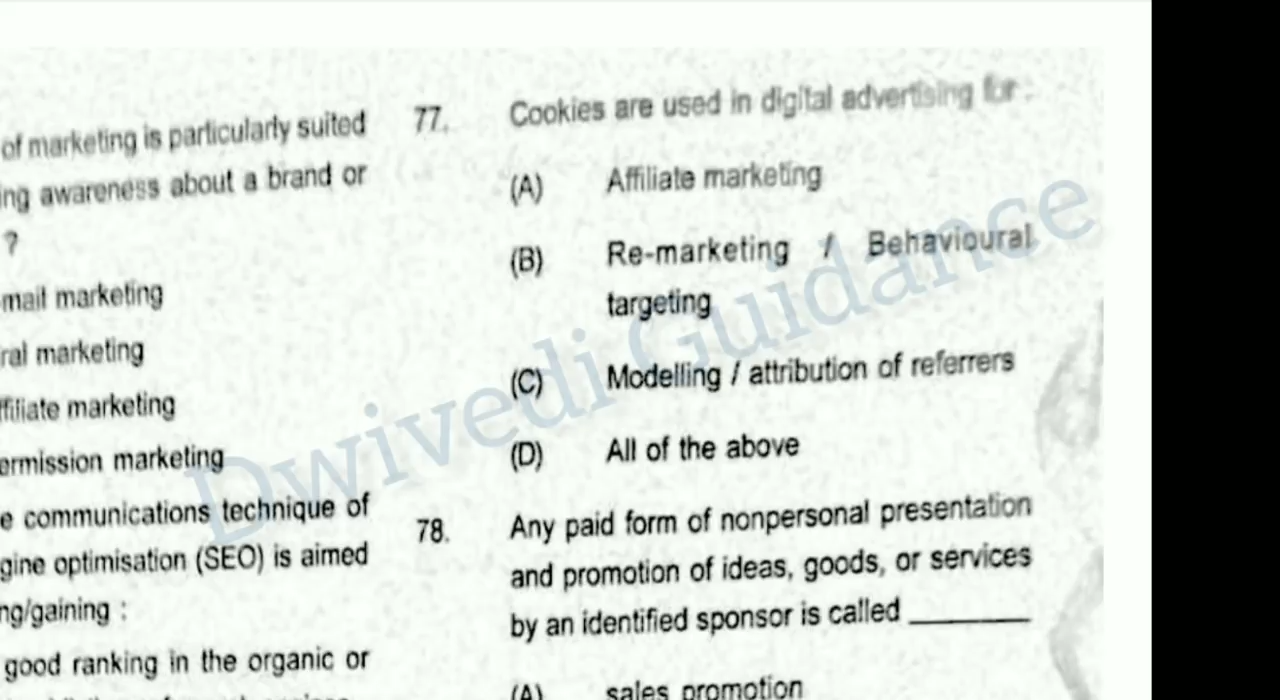 of marketing is particularly suited
ing awareness about a brand or
?
mail marketing
ral marketing
ffiliate marketing
ermission marketing
e communications technique of
gine optimisation (SEO) is aimed
ng/gaining :
good ranking in the organic or
77. Cookies are used in digital advertising for :
(A) Affiliate marketing
(B) Re-marketing / Behavioural
targeting
(C) Modelling / attribution of referrers
(D) All of the above
78. Any paid form of nonpersonal presentation
and promotion of ideas, goods, or services
by an identified sponsor is called ________
(A) sales promotion
Dwivedi Guidance